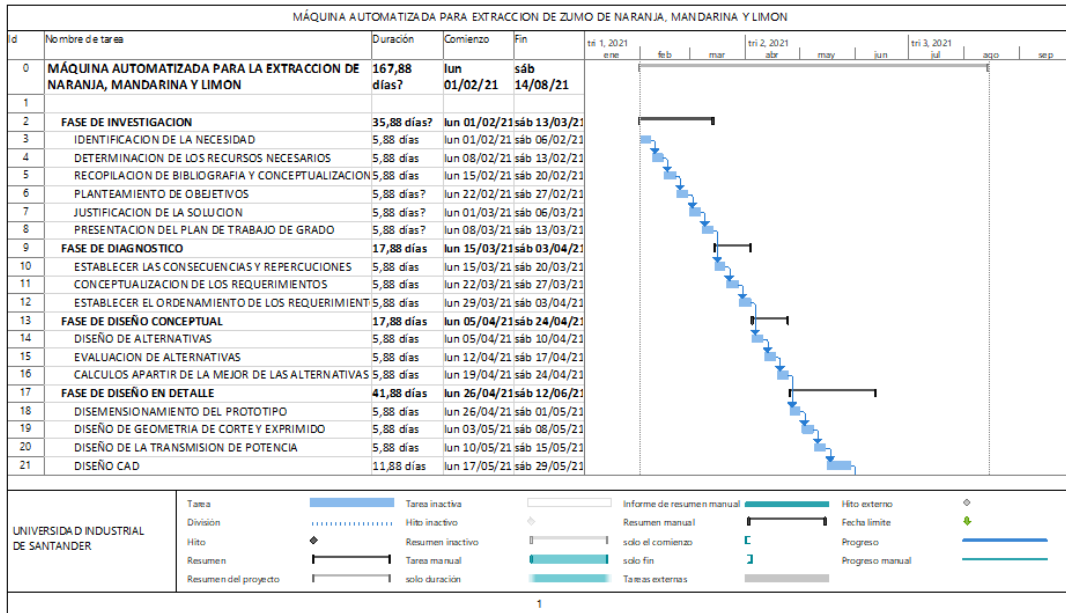 MÁQUINA AUTOMATIZADA PARA EXTRACCION DE ZUMO DE NARANJA, MANDARINA Y LIMON
Id Nombre de tarea Duración Comienzo Fin tri 1, 2021 tri 2, 2021 tri 3, 2021
ene feb mar abr may jun jul ago sep
0 MÁQUINA AUTOMATIZADA PARA LA EXTRACCION DE 167,88 lun sáb
NARANJA, MANDARINA Y LIMON días? 01/02/21 14/08/21
1
2 FASE DE INVESTIGACION 35,88 días? lun 01/02/21 sáb 13/03/21
3 IDENTIFICACION DE LA NECESIDAD 5,88 días lun 01/02/21 sáb 06/02/21
4 DETERMINACION DE LOS RECURSOS NECESARIOS 5,88 días lun 08/02/21 sáb 13/02/21
5 RECOPILACION DE BIBLIOGRAFIA Y CONCEPTUALIZACION 5,88 días lun 15/02/21 sáb 20/02/21
6 PLANTEAMIENTO DE OBEJETIVOS 5,88 días? lun 22/02/21 sáb 27/02/21
7 JUSTIFICACION DE LA SOLUCION 5,88 días? lun 01/03/21 sáb 06/03/21
8 PRESENTACION DEL PLAN DE TRABAJO DE GRADO 5,88 días? lun 08/03/21 sáb 13/03/21
9 FASE DE DIAGNOSTICO 17,88 días lun 15/03/21 sáb 03/04/21
10 ESTABLECER LAS CONSECUENCIAS Y REPERCUCIONES 5,88 días lun 15/03/21 sáb 20/03/21
11 CONCEPTUALIZACION DE LOS REQUERIMIENTOS 5,88 días lun 22/03/21 sáb 27/03/21
12 ESTABLECER EL ORDENAMIENTO DE LOS REQUERIMIENT 5,88 días lun 29/03/21 sáb 03/04/21
13 FASE DE DISEÑO CONCEPTUAL 17,88 días lun 05/04/21 sáb 24/04/21
14 DISEÑO DE ALTERNATIVAS 5,88 días lun 05/04/21 sáb 10/04/21
15 EVALUACION DE ALTERNATIVAS 5,88 días lun 12/04/21 sáb 17/04/21
16 CALCULOS APARTIR DE LA MEJOR DE LAS ALTERNATIVAS 5,88 días lun 19/04/21 sáb 24/04/21
17 FASE DE DISEÑO EN DETALLE 41,88 días lun 26/04/21 sáb 12/06/21
18 DISEMENSIONAMIENTO DEL PROTOTIPO 5,88 días lun 26/04/21 sáb 01/05/21
19 DISEÑO DE GEOMETRIA DE CORTE Y EXPRIMIDO 5,88 días lun 03/05/21 sáb 08/05/21
20 DISEÑO DE LA TRANSMISION DE POTENCIA 5,88 días lun 10/05/21 sáb 15/05/21
21 DISEÑO CAD 11,88 días lun 17/05/21 sáb 29/05/21
UNIVERSIDAD INDUSTRIAL
DE SANTANDER
Tarea Tarea inactiva Informe de resumen manual Hito externo
División Hito inactivo Resumen manual Fecha límite
Hito Resumen inactivo solo el comienzo Progreso
Resumen Tarea manual solo fin Progreso manual
Resumen del proyecto solo duración Tareas externas
1